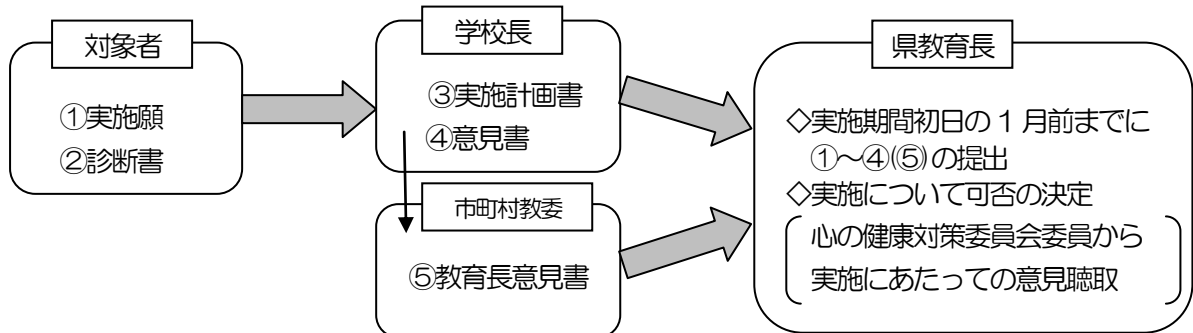 対象者
①実施願
②診断書
学校長
③実施計画書
④意見書
市町村教委
⑤教育長意見書
県教育長
◇実施期間初日の 1 月前までに
①～④(⑤)の提出
◇実施について可否の決定
心の健康対策委員会委員から
実施にあたっての意見聴取